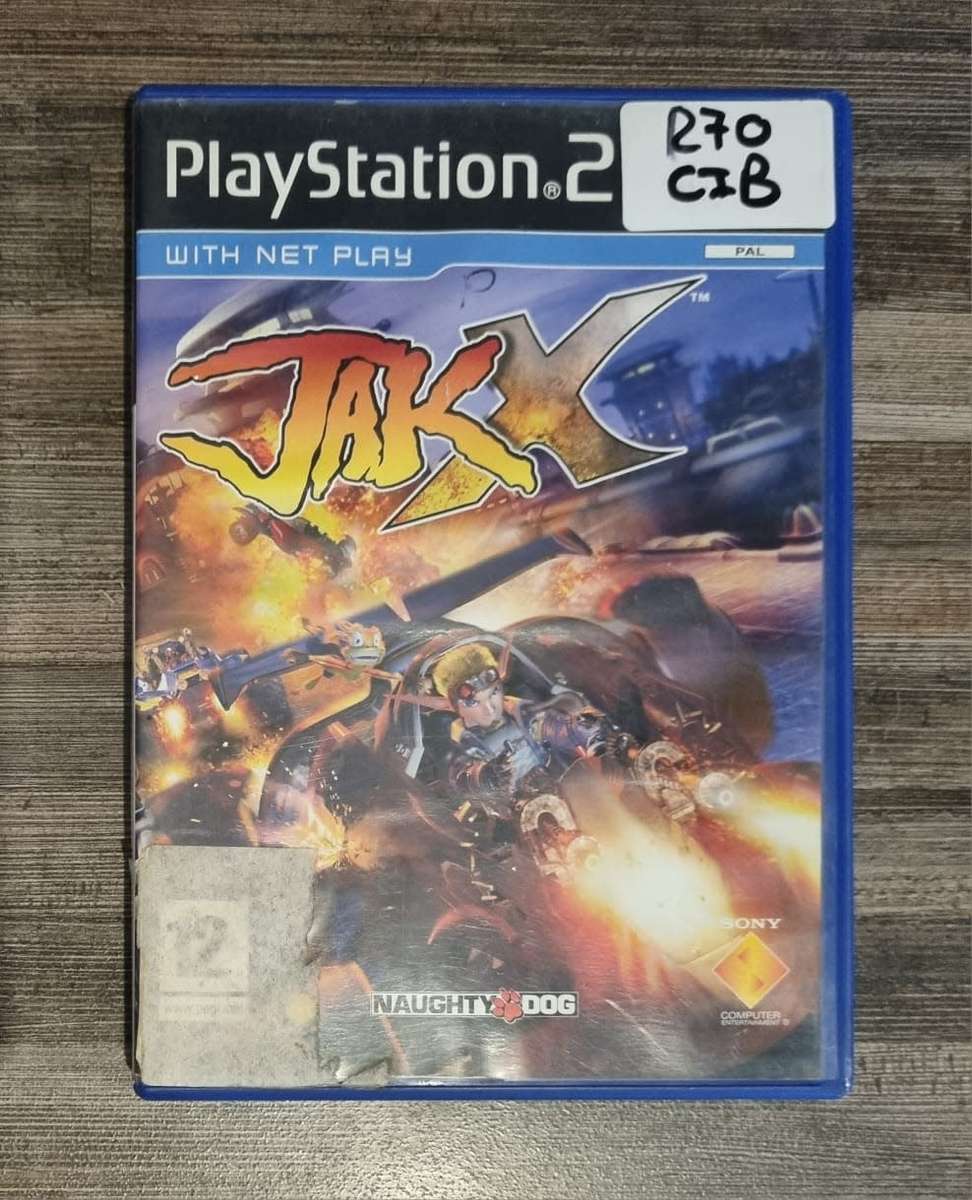 PlayStation®2
R70
CIB
WITH NET PLAY
PAL
JAK X™
12
NAUGHTY DOG
SONY
COMPUTER
ENTERTAINMENT®